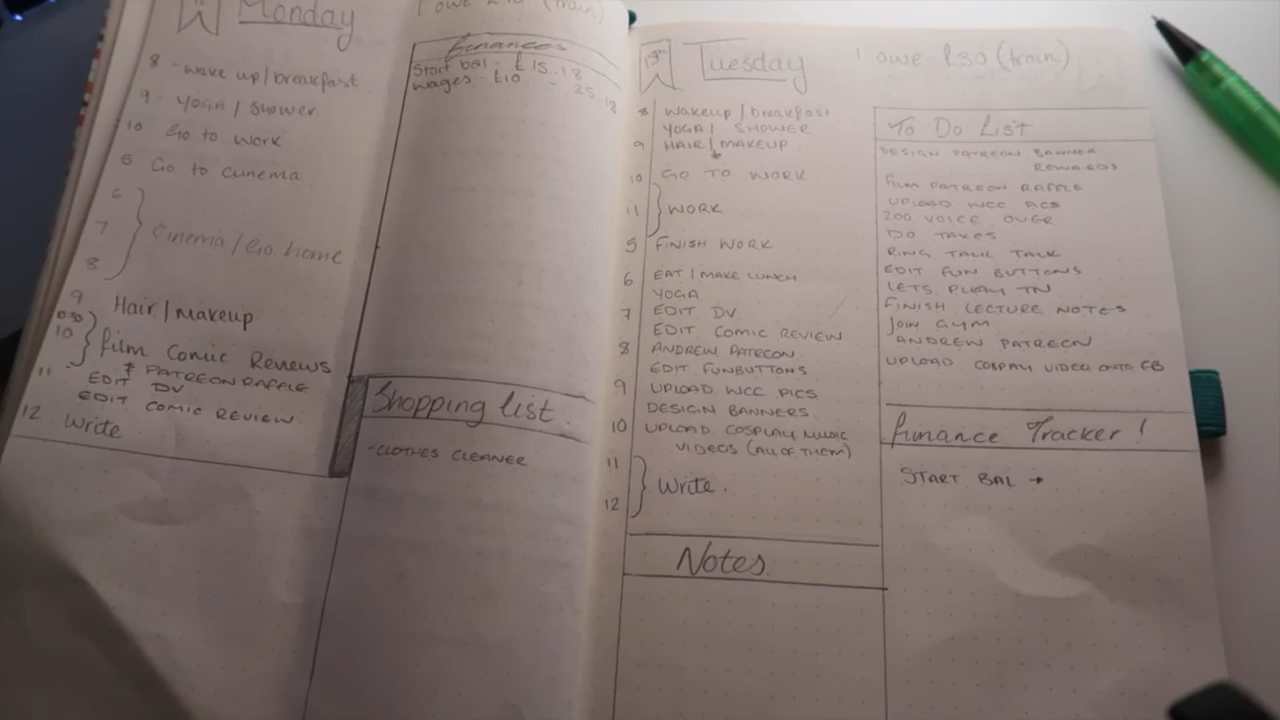 Monday
I owe £10 (train)
8 - wake up/breakfast
9 - YOGA / Shower
10 Go to work
5 Go to cinema
6
7 Cinema/Go home
8
9 Hair/Makeup
10
film Comic Reviews
& PATREON RAFFLE
11 EDIT DV
EDIT COMIC REVIEW
12 Write
Finances
Start bal - £15.18
wages - £10 - 25.18
Shopping list
-CLOTHES CLEANER
Tuesday
I owe £30 (train)
8 Wakeup/breakfast
YOGA/ SHOWER
9 HAIR/MAKEUP
10 GO TO WORK
11 WORK
5 FINISH WORK
6 EAT/MAKE LUNCH
YOGA
7 EDIT DV
EDIT COMIC REVIEW
8 ANDREW PATREON
EDIT FUNBUTTONS
9 UPLOAD WCC PICS
DESIGN BANNERS
10 UPLOAD COSPLAY MUSIC
VIDEOS (ALL OF THEM)
11
Write.
12
Notes
To Do List
DESIGN PATREON BANNER
REWARDS
FILM PATREON RAFFLE
UPLOAD WCC PICS
200 VOICE OVER
DO TAXES
RING TALK TALK
EDIT FUN BUTTONS
LETS PLAY TN
FINISH LECTURE NOTES
JOIN GYM
ANDREW PATREON
UPLOAD COSPLAY VIDEO ONTO FB
Finance Tracker!
START BAL →